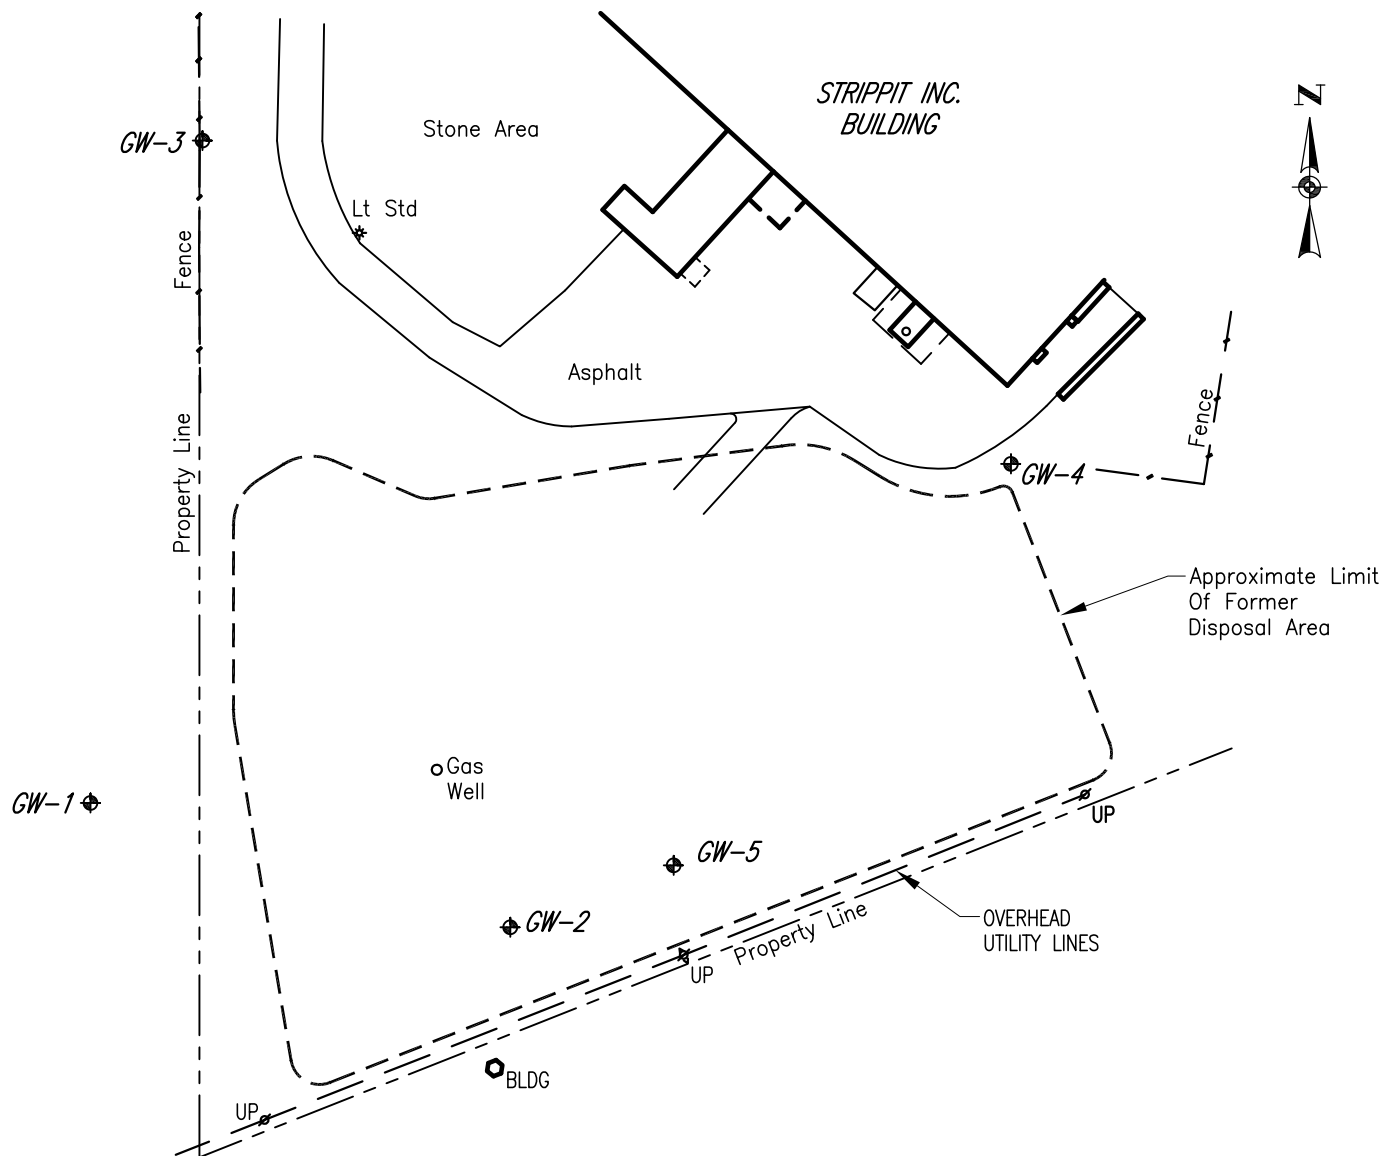 STRIPPIT INC.
BUILDING
N
Stone Area
GW-3
Lt Std
Fence
Asphalt
Fence
Property Line
GW-4
Approximate Limit
Of Former
Disposal Area
Gas
Well
GW-1
UP
GW-5
GW-2
Property Line
OVERHEAD
UTILITY LINES
UP
BLDG
UP